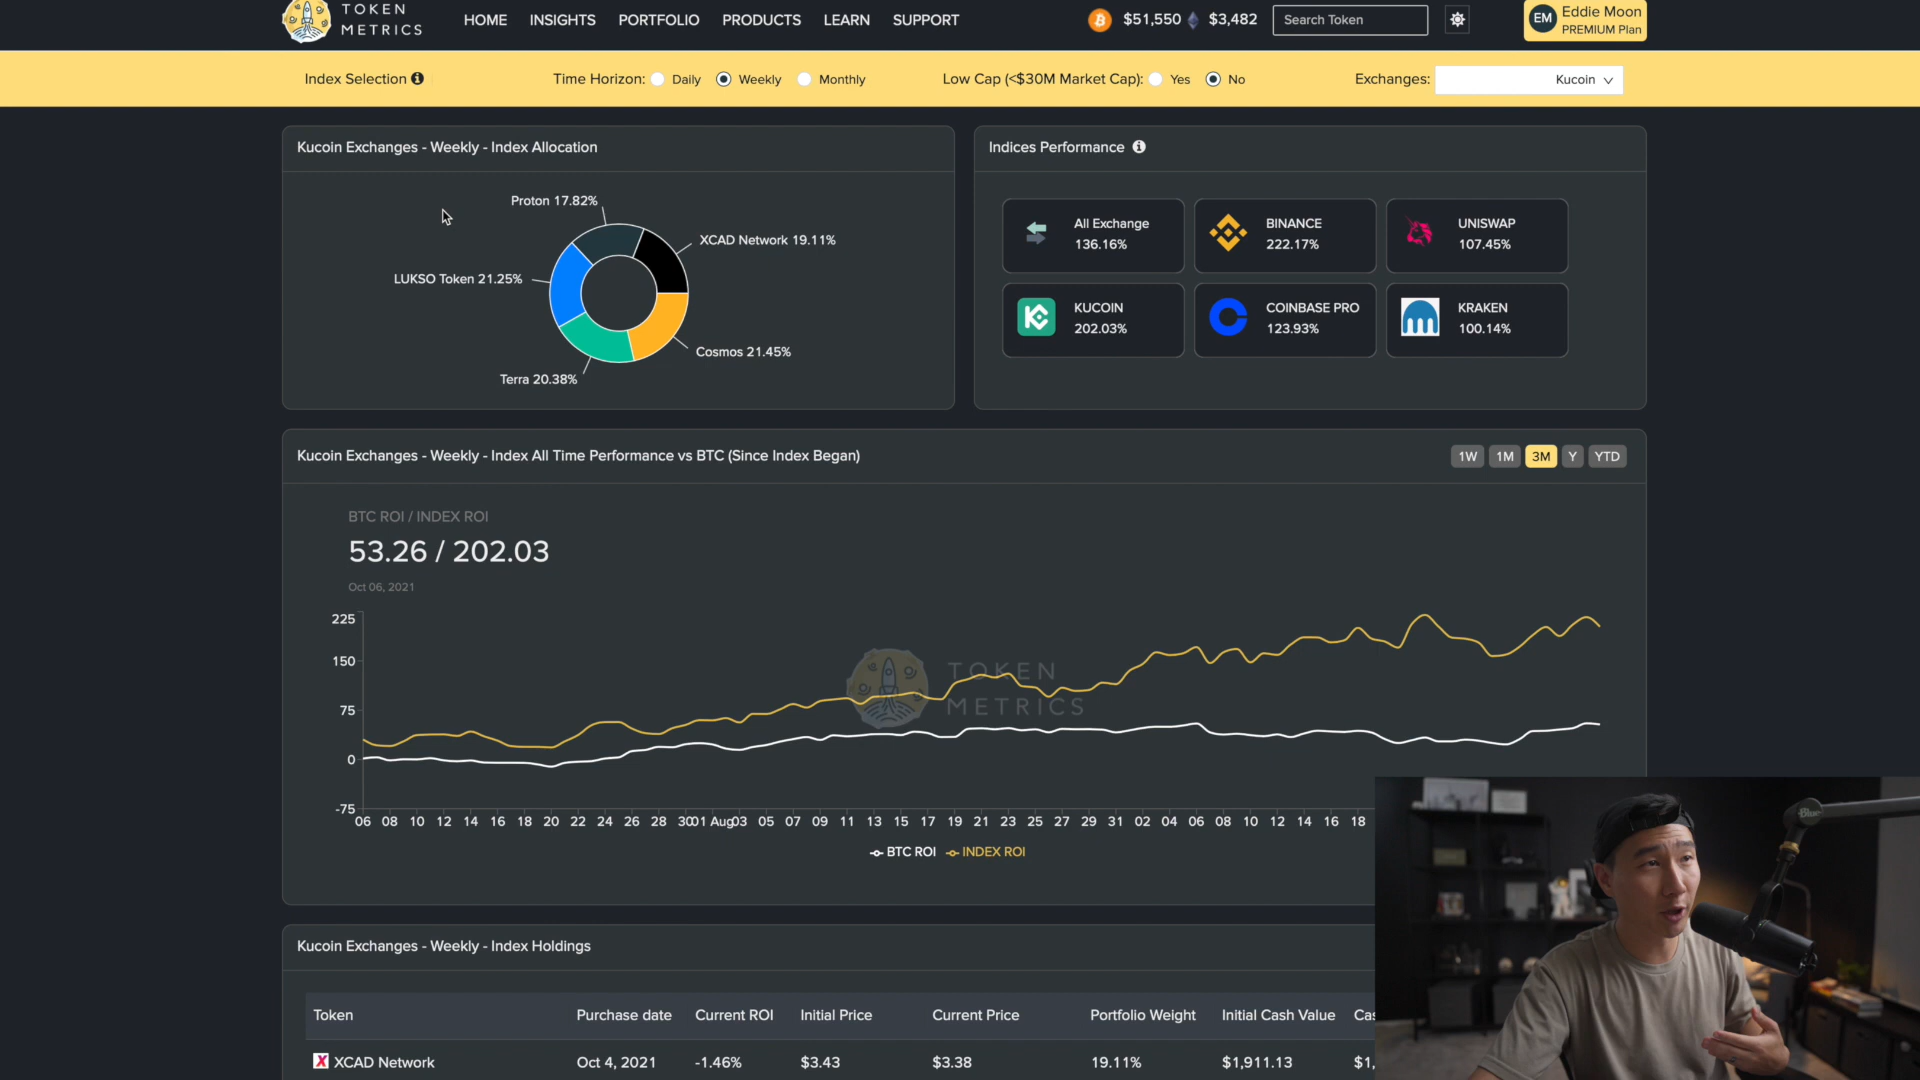 TOKEN
METRICS
HOME INSIGHTS PORTFOLIO PRODUCTS LEARN SUPPORT
$51,550 $3,482
Search Token
EM
Eddie Moon
PREMIUM Plan
Index Selection
Time Horizon: Daily Weekly Monthly
Low Cap (<$30M Market Cap): Yes No
Exchanges: Kucoin
Kucoin Exchanges - Weekly - Index Allocation
Proton 17.82%
XCAD Network 19.11%
LUKSO Token 21.25%
Cosmos 21.45%
Terra 20.38%
Indices Performance
All Exchange
136.16%
BINANCE
222.17%
UNISWAP
107.45%
KUCOIN
202.03%
COINBASE PRO
123.93%
KRAKEN
100.14%
Kucoin Exchanges - Weekly - Index All Time Performance vs BTC (Since Index Began)
1W 1M 3M Y YTD
BTC ROI / INDEX ROI
53.26 / 202.03
Oct 06, 2021
225
150
75
0
-75
TOKEN
METRICS
06 08 10 12 14 16 18 20 22 24 26 28 3001 Aug03 05 07 09 11 13 15 17 19 21 23 25 27 29 31 02 04 06 08 10 12 14 16 18
BTC ROI INDEX ROI
Kucoin Exchanges - Weekly - Index Holdings
Token Purchase date Current ROI Initial Price Current Price Portfolio Weight Initial Cash Value Cas
XCAD Network Oct 4, 2021 -1.46% $3.43 $3.38 19.11% $1,911.13 $1,
Blue